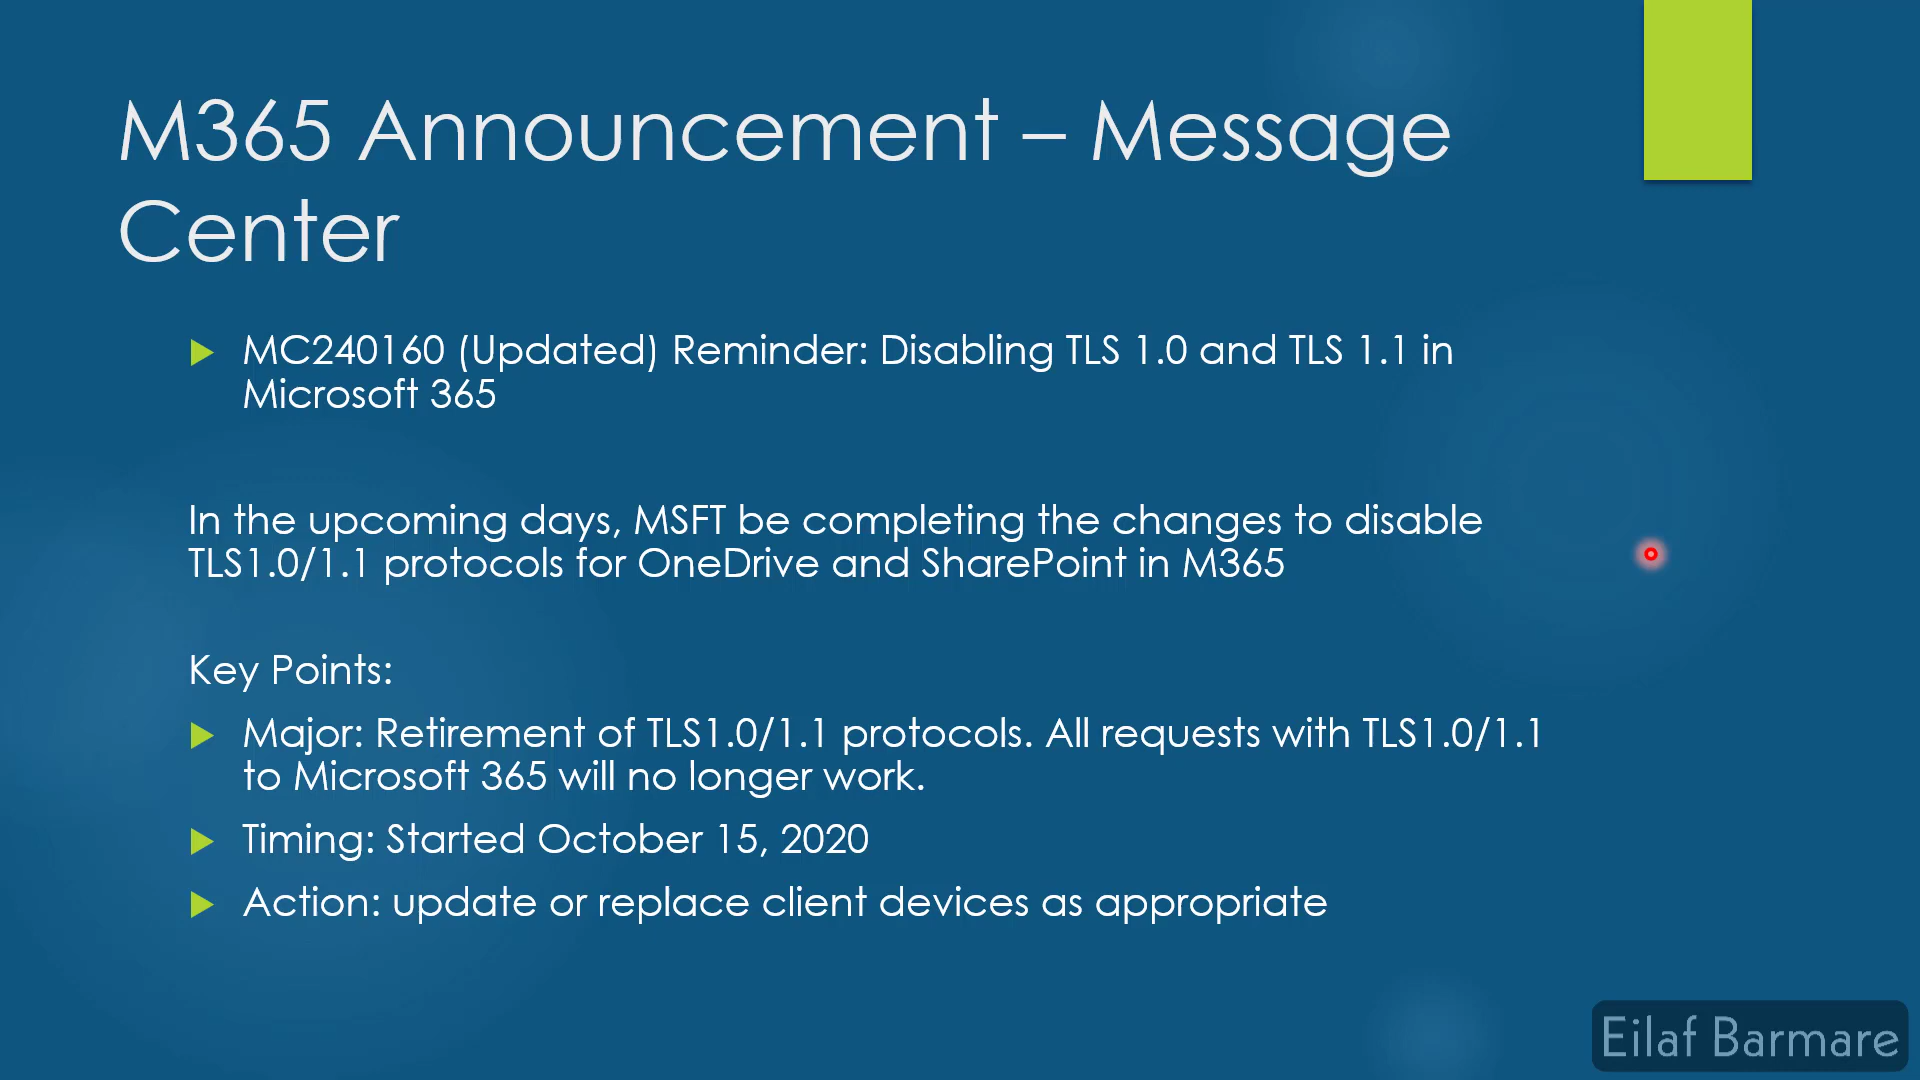 M365 Announcement – Message
Center
MC240160 (Updated) Reminder: Disabling TLS 1.0 and TLS 1.1 in
Microsoft 365
In the upcoming days, MSFT be completing the changes to disable
TLS1.0/1.1 protocols for OneDrive and SharePoint in M365
Key Points:
Major: Retirement of TLS1.0/1.1 protocols. All requests with TLS1.0/1.1
to Microsoft 365 will no longer work.
Timing: Started October 15, 2020
Action: update or replace client devices as appropriate
Eilaf Barmare